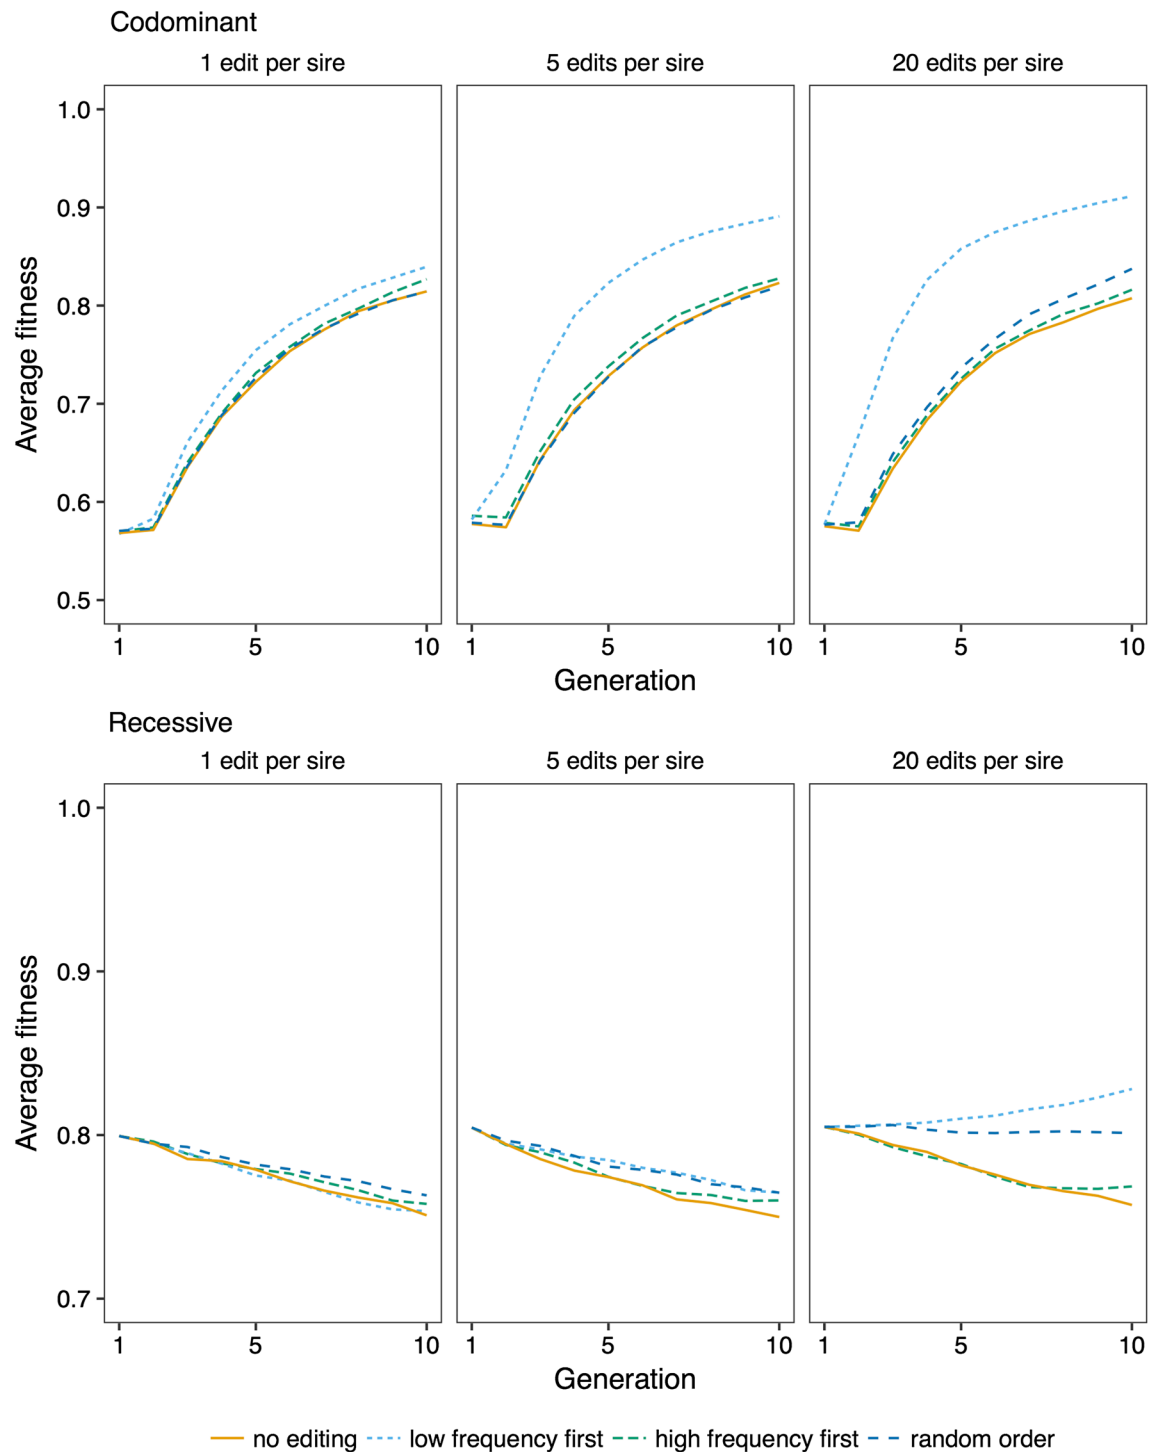 Codominant
1 edit per sire 5 edits per sire 20 edits per sire
1.0
0.9
0.8
0.7
0.6
0.5
Average fitness
1 5 10 1 5 10 1 5 10
Generation
Recessive
1 edit per sire 5 edits per sire 20 edits per sire
1.0
0.9
0.8
0.7
Average fitness
1 5 10 1 5 10 1 5 10
Generation
no editing low frequency first high frequency first random order